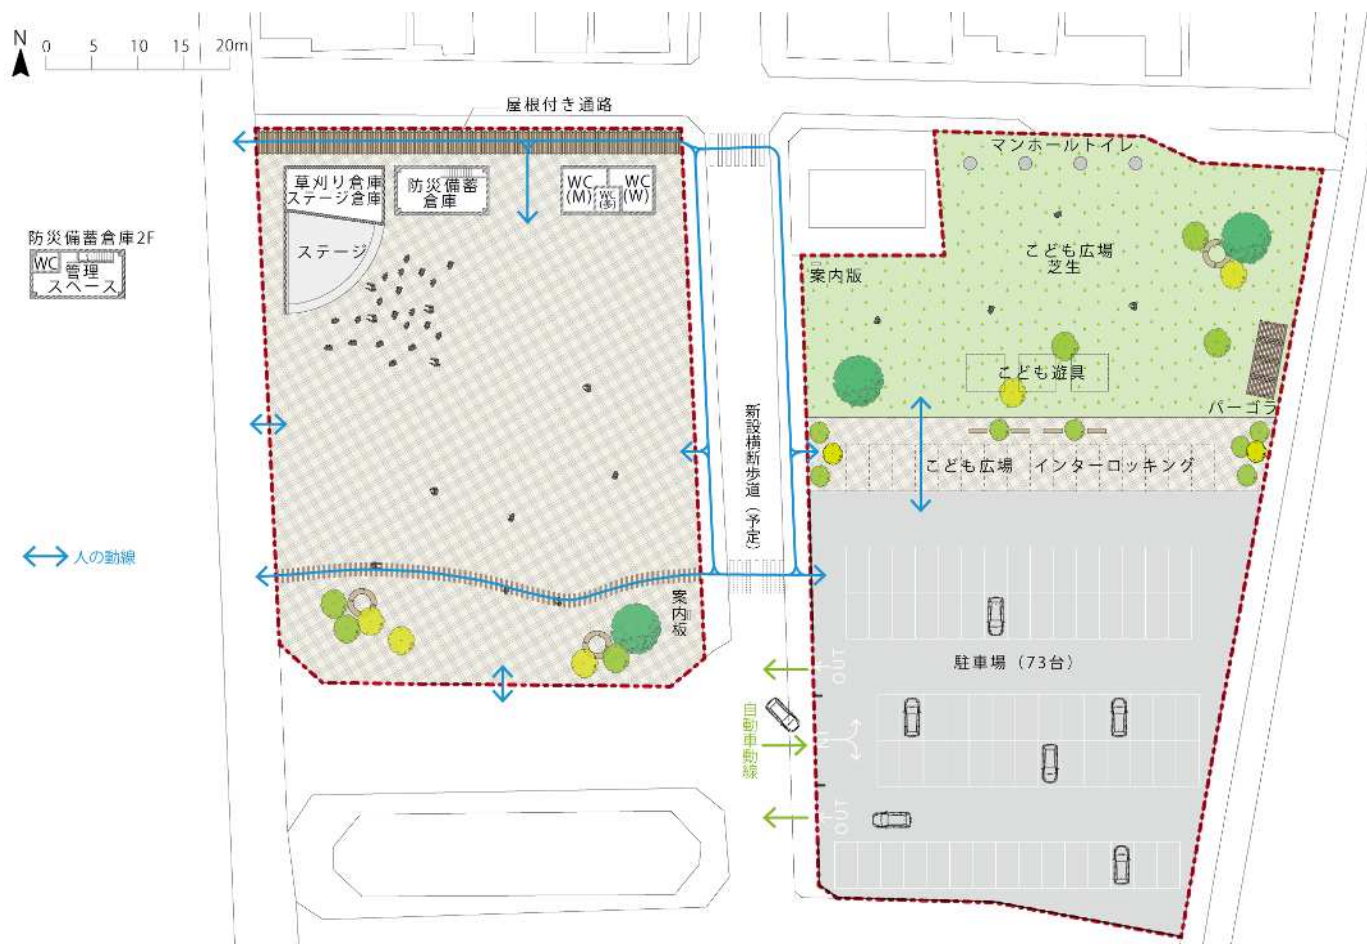 N
0 5 10 15 20m
屋根付き通路
マンホールトイレ
草刈り倉庫
ステージ倉庫
防災備蓄
倉庫
WC
(M)
WC
(多)
WC
(W)
ステージ
防災備蓄倉庫2F
WC
管理
スペース
こども広場
芝生
案内版
こども遊具
パーゴラ
新設横断歩道（予定）
こども広場 インターロッキング
人の動線
案内板
駐車場（73台）
OUT
自動車動線
IN
OUT